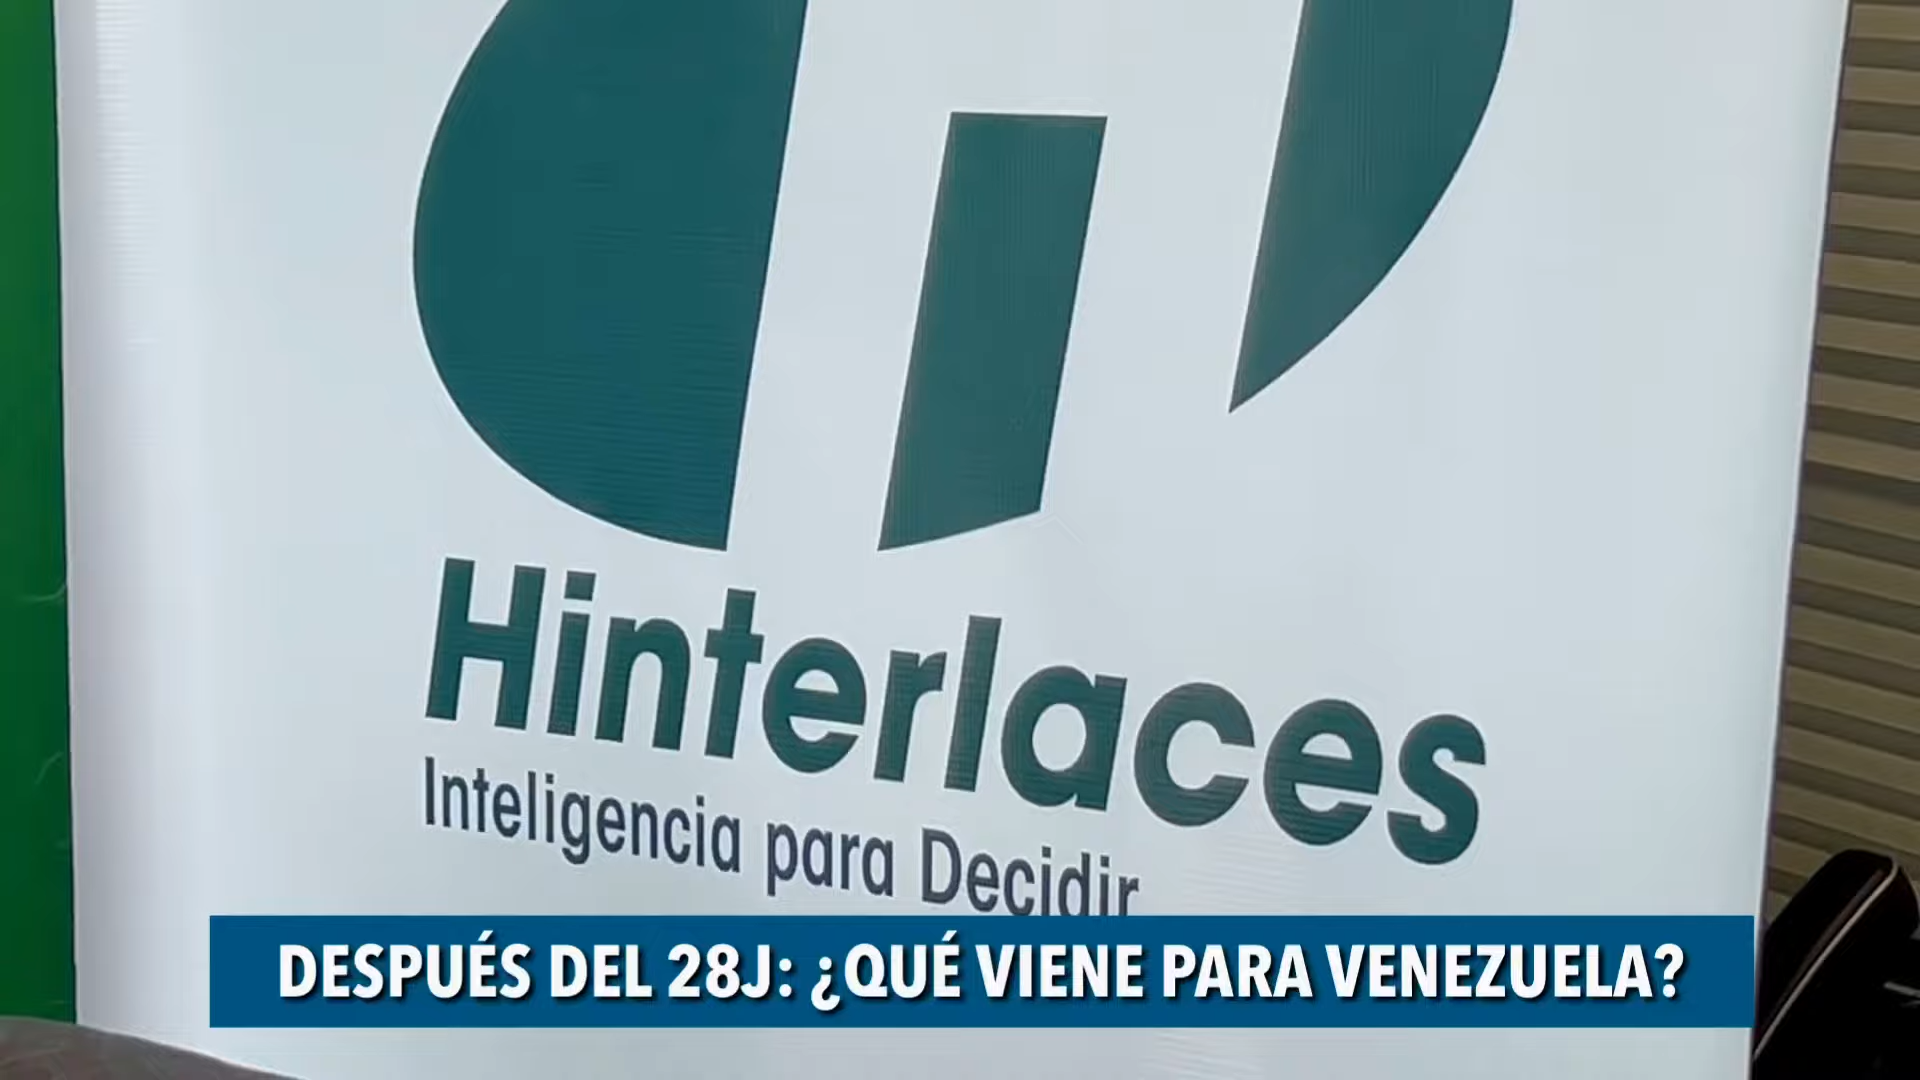 Hinterlaces
Inteligencia para Decidir
DESPUÉS DEL 28J: ¿QUÉ VIENE PARA VENEZUELA?